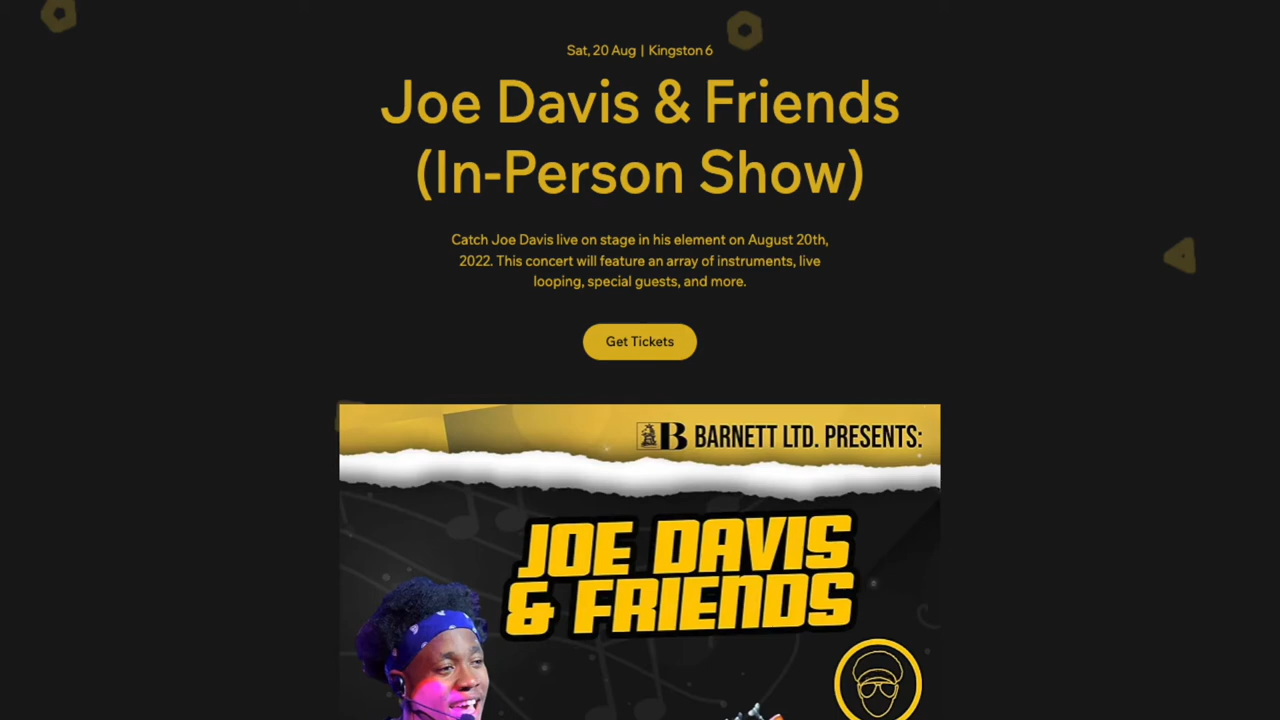 Sat, 20 Aug | Kingston 6
Joe Davis & Friends
(In-Person Show)
Catch Joe Davis live on stage in his element on August 20th,
2022. This concert will feature an array of instruments, live
looping, special guests, and more.
Get Tickets
B BARNETT LTD. PRESENTS:
JOE DAVIS
& FRIENDS